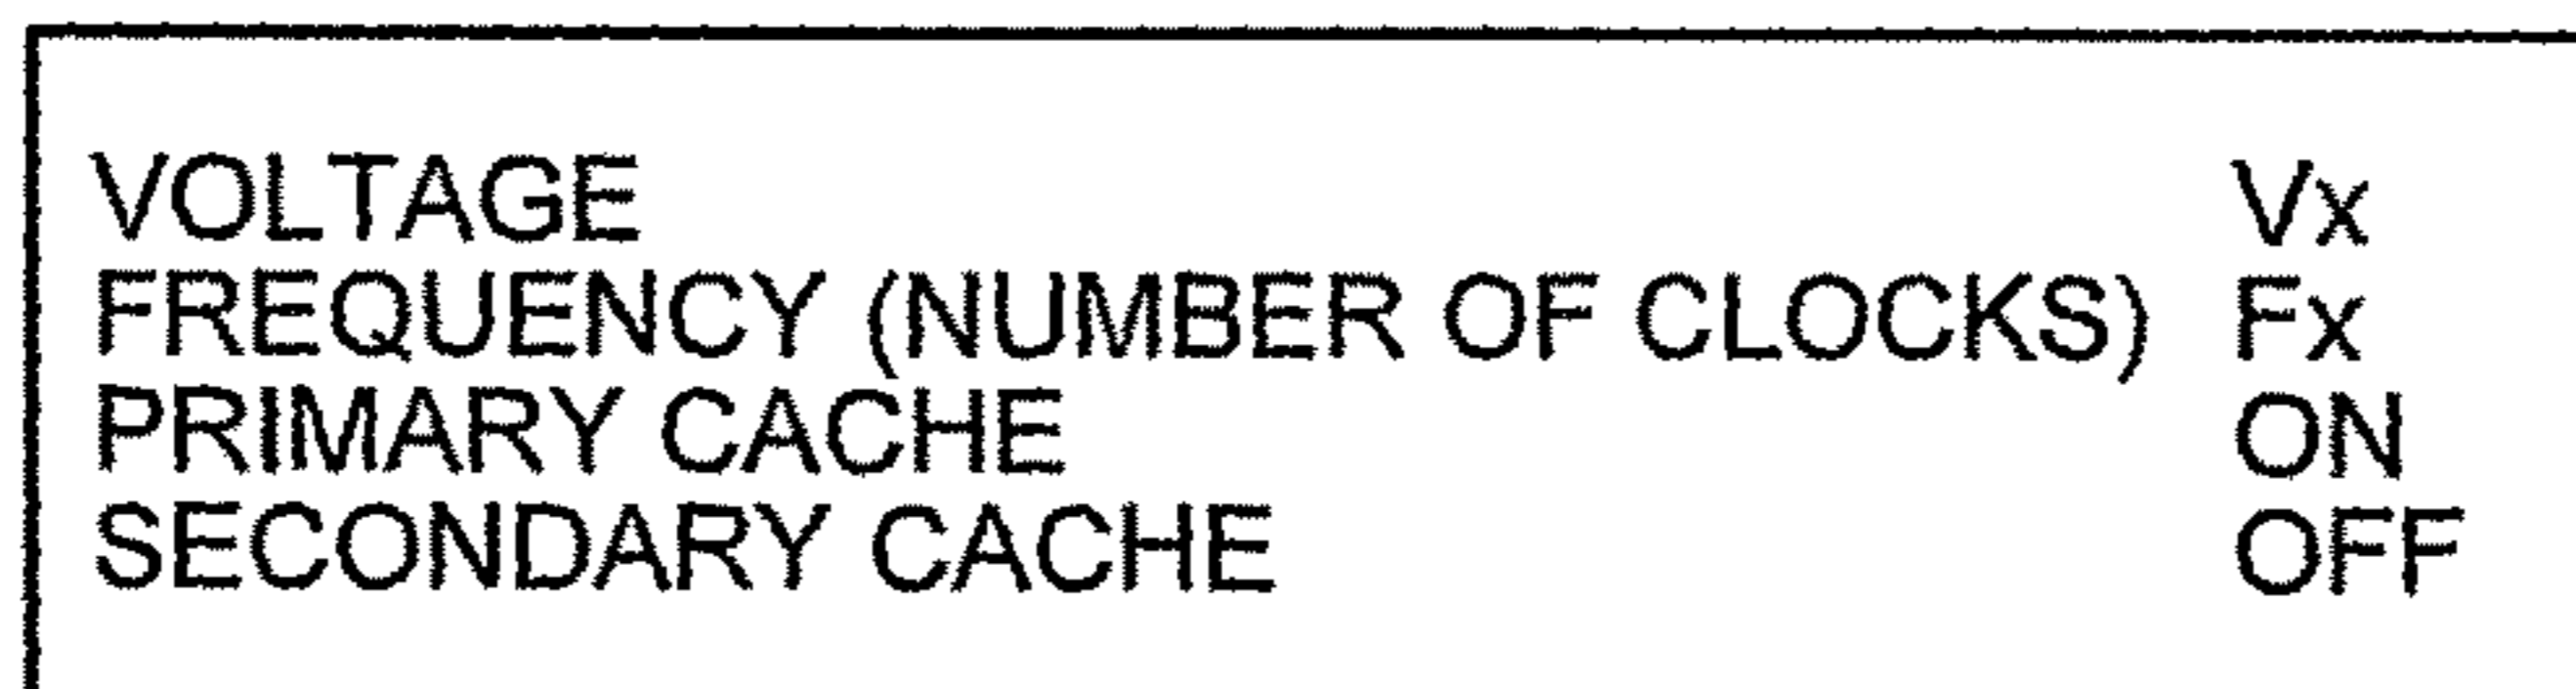 VOLTAGE Vx
FREQUENCY (NUMBER OF CLOCKS) Fx
PRIMARY CACHE ON
SECONDARY CACHE OFF